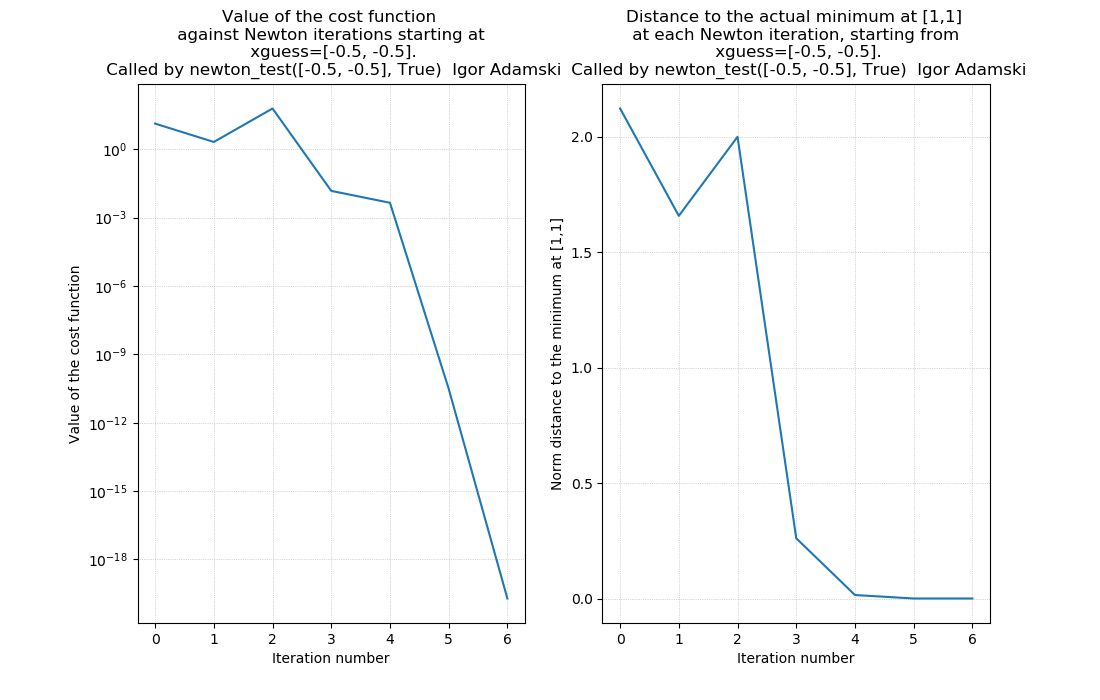 Value of the cost function
against Newton iterations starting at
xguess=[-0.5, -0.5].
Called by newton_test([-0.5, -0.5], True)  Igor Adamski
Value of the cost function
10⁰
10⁻³
10⁻⁶
10⁻⁹
10⁻¹²
10⁻¹⁵
10⁻¹⁸
0 1 2 3 4 5 6
Iteration number
Distance to the actual minimum at [1,1]
at each Newton iteration, starting from
xguess=[-0.5, -0.5].
Called by newton_test([-0.5, -0.5], True)  Igor Adamski
Norm distance to the minimum at [1,1]
2.0
1.5
1.0
0.5
0.0
0 1 2 3 4 5 6
Iteration number